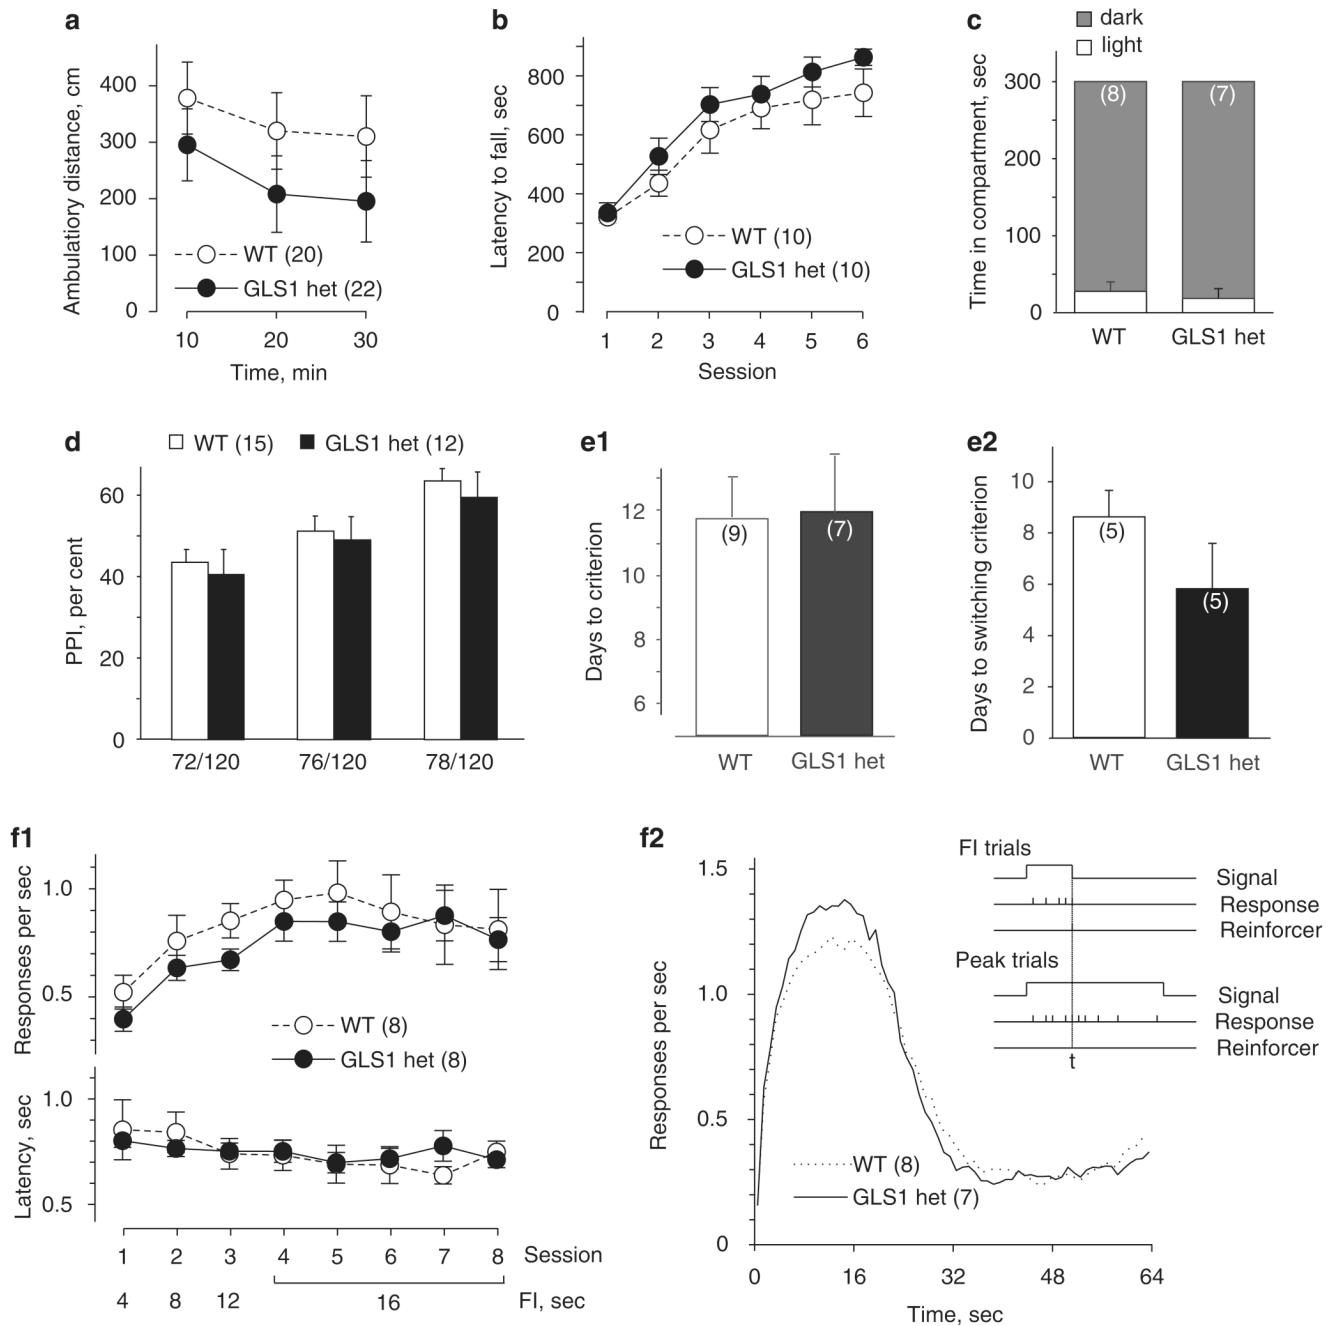 a
Ambulatiory distance, cm
400
300
200
100
0
WT (20)
GLS1 het (22)
10 20 30
Time, min
b
Latency to fall, sec
800
600
400
200
0
WT (10)
GLS1 het (10)
1 2 3 4 5 6
Session
c
dark
light
Time in compartment, sec
300
200
100
0
(8) (7)
WT GLS1 het
d
WT (15) GLS1 het (12)
PPI, per cent
60
40
20
0
72/120 76/120 78/120
e1
Days to criterion
12
10
8
6
(9) (7)
WT GLS1 het
e2
Days to switching criterion
10
8
6
4
2
0
(5)
(5)
WT GLS1 het
f1
Responses per sec
1.0
0.5
WT (8)
GLS1 het (8)
Latency, sec
1.0
0.5
1 2 3 4 5 6 7 8 Session
4 8 12 16 FI, sec
f2
Responses per sec
1.5
1.0
0.5
0
WT (8)
GLS1 het (7)
0 16 32 48 64
Time, sec
FI trials
Signal
Response
Reinforcer
Peak trials
Signal
Response
Reinforcer
t